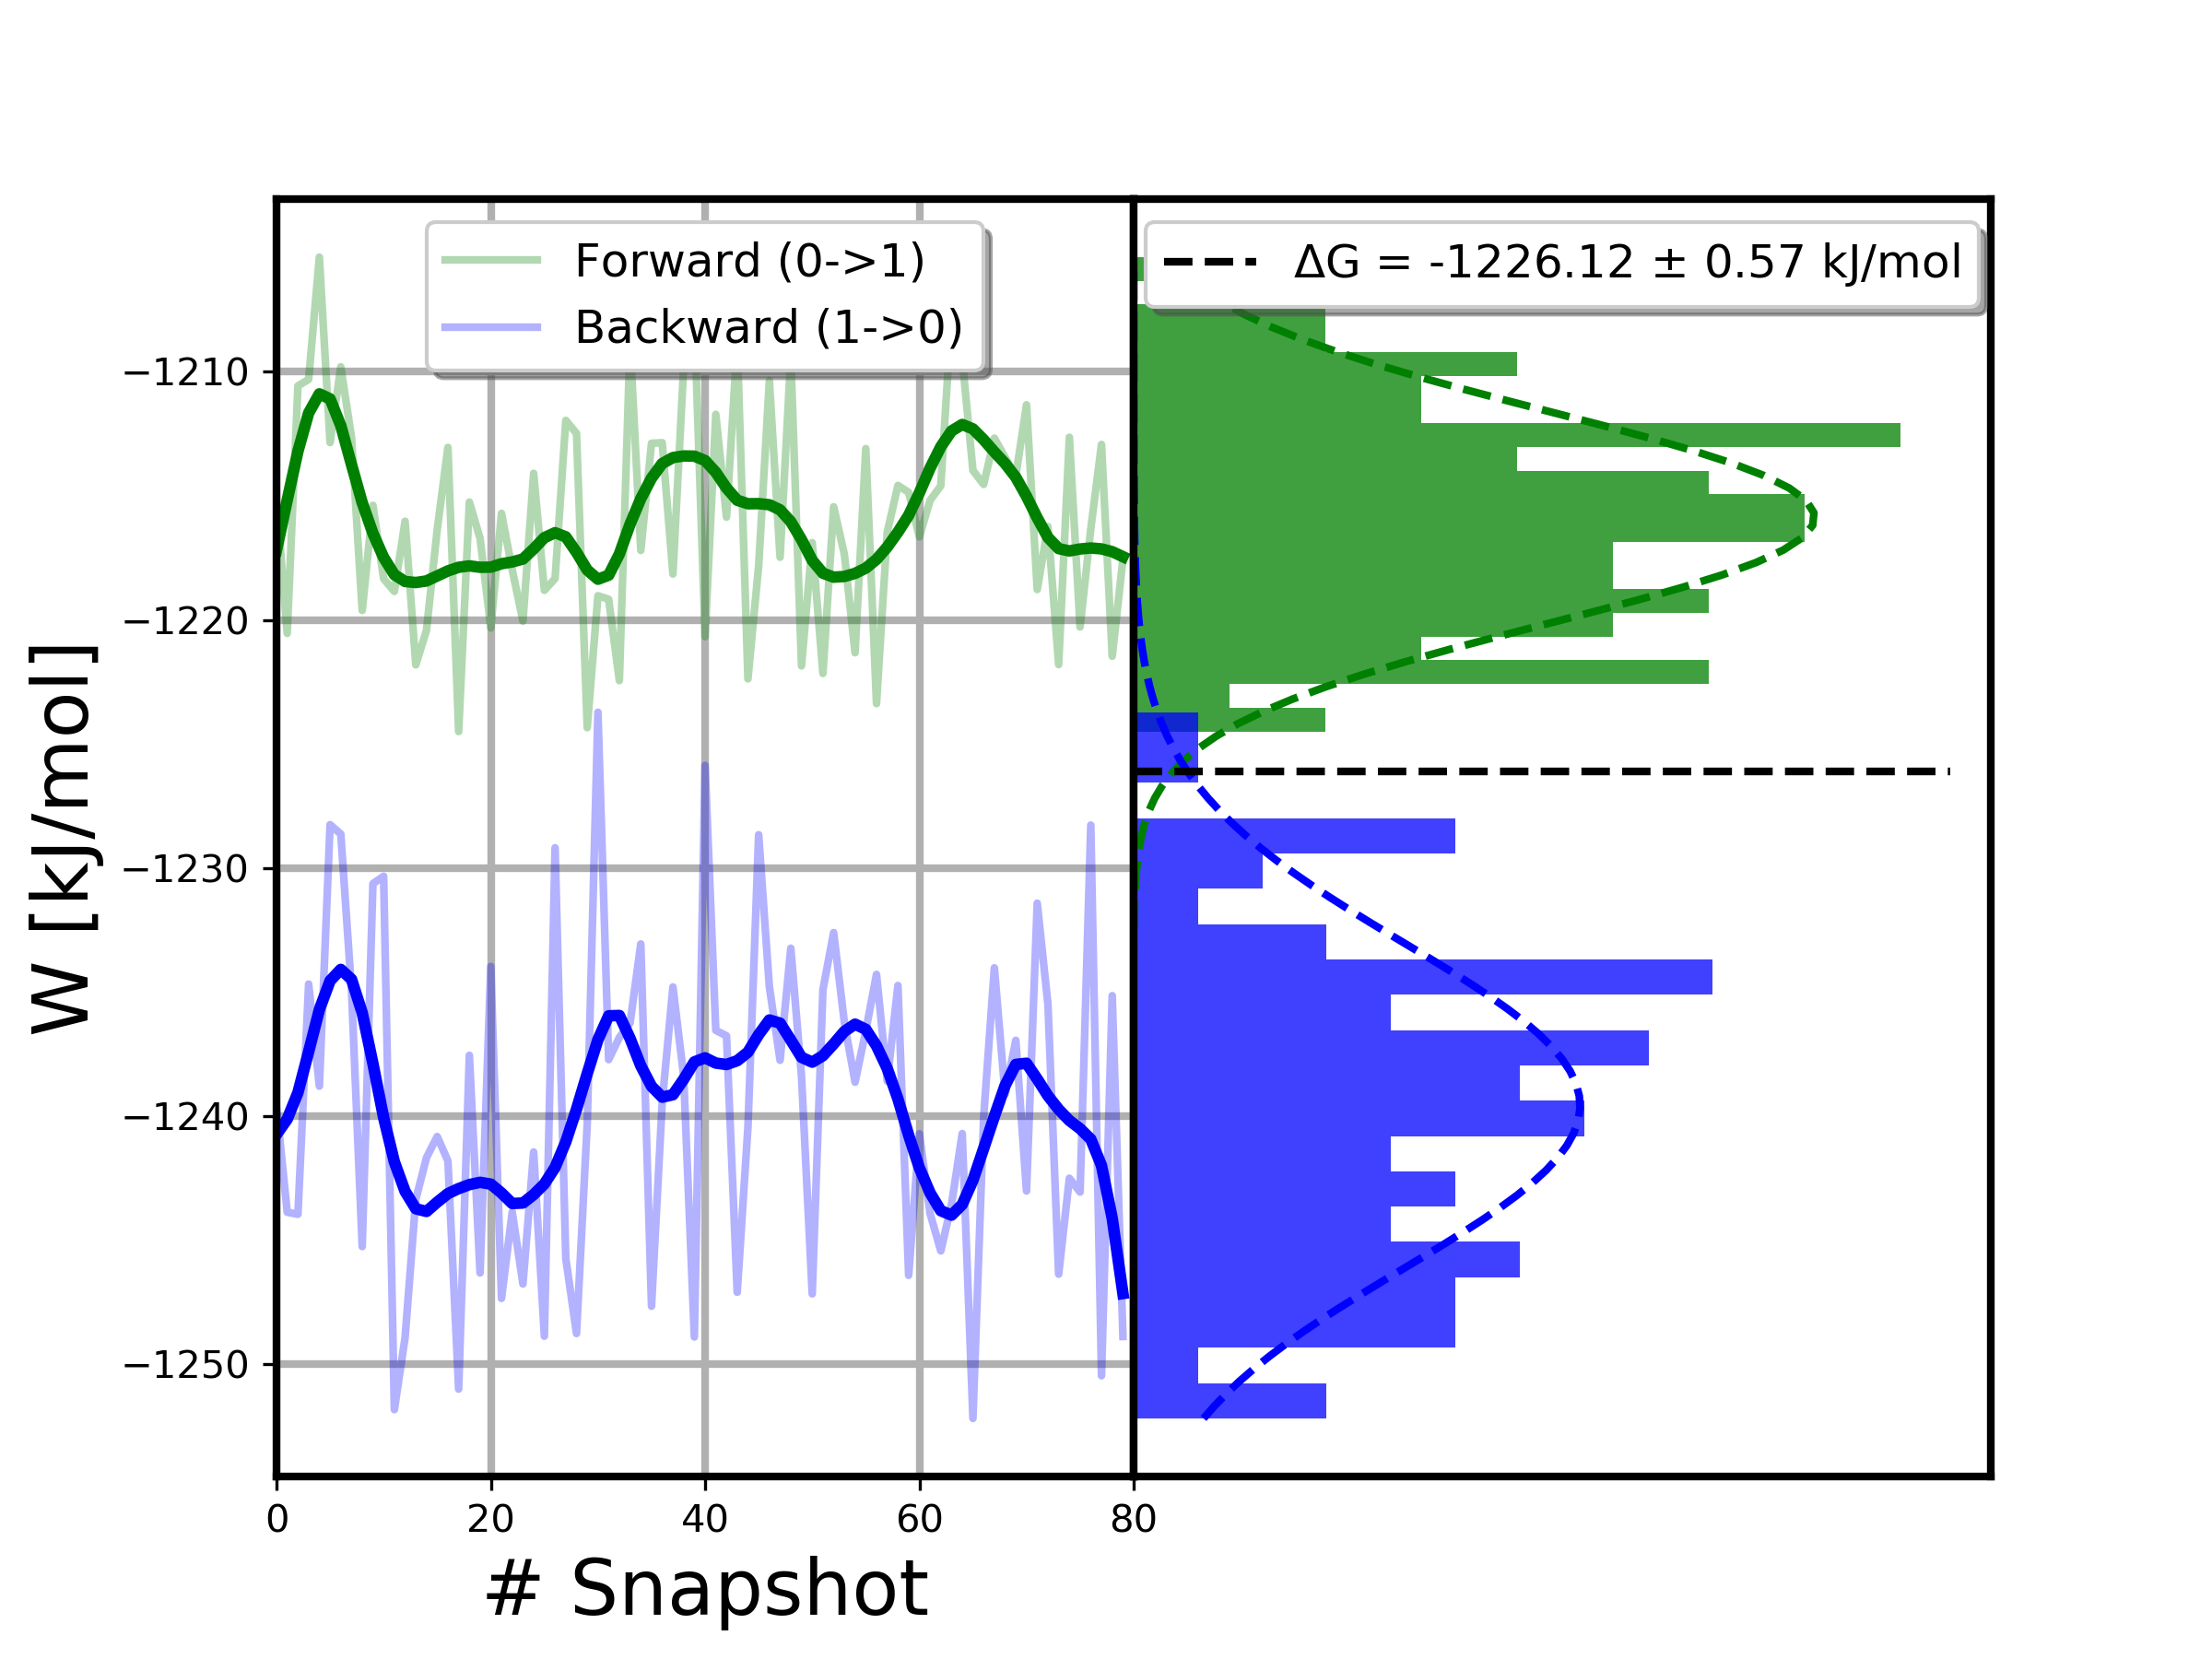 Forward (0->1)
Backward (1->0)
ΔG = -1226.12 ± 0.57 kJ/mol
W [kJ/mol]
−1210
−1220
−1230
−1240
−1250
0 20 40 60 80
# Snapshot